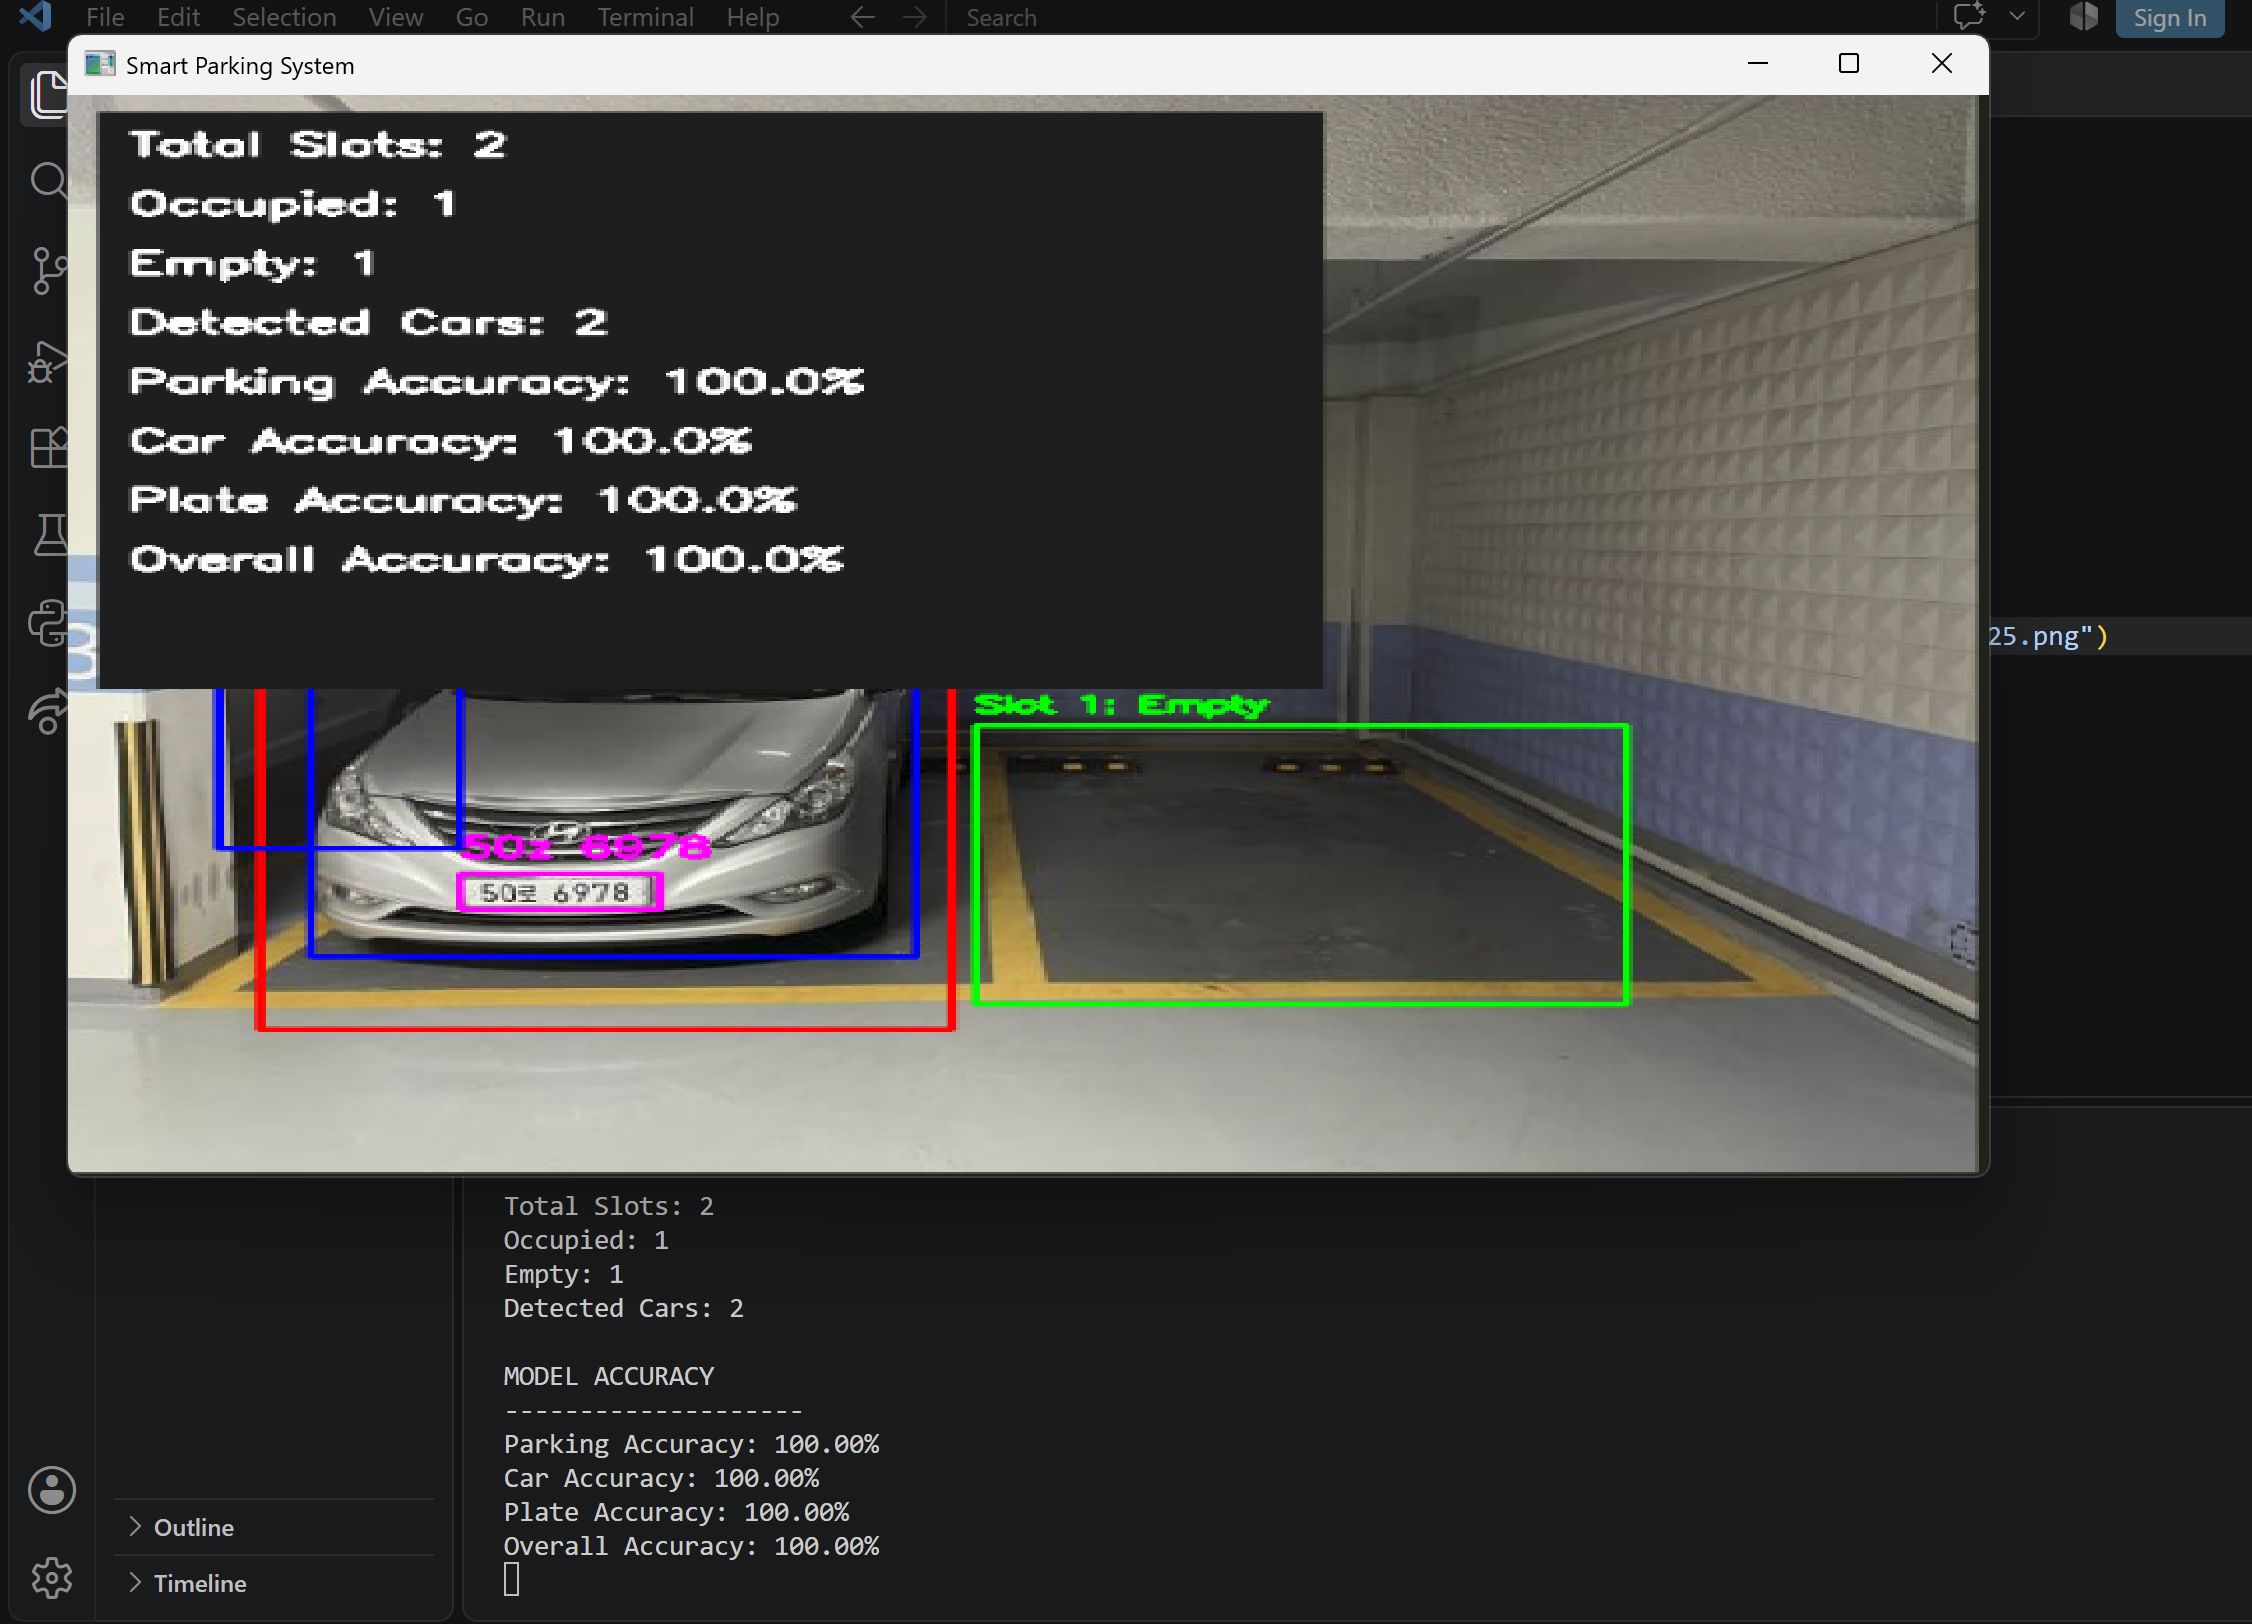 File Edit Selection View Go Run Terminal Help Search Sign In
Smart Parking System
Total Slots: 2
Occupied: 1
Empty: 1
Detected Cars: 2
Parking Accuracy: 100.0%
Car Accuracy: 100.0%
Plate Accuracy: 100.0%
Overall Accuracy: 100.0%
3
25.png")
Slot 1: Empty
50z 6978
50로 6978
Total Slots: 2
Occupied: 1
Empty: 1
Detected Cars: 2
MODEL ACCURACY
--------------------
Parking Accuracy: 100.00%
Car Accuracy: 100.00%
Plate Accuracy: 100.00%
Overall Accuracy: 100.00%
Outline
Timeline